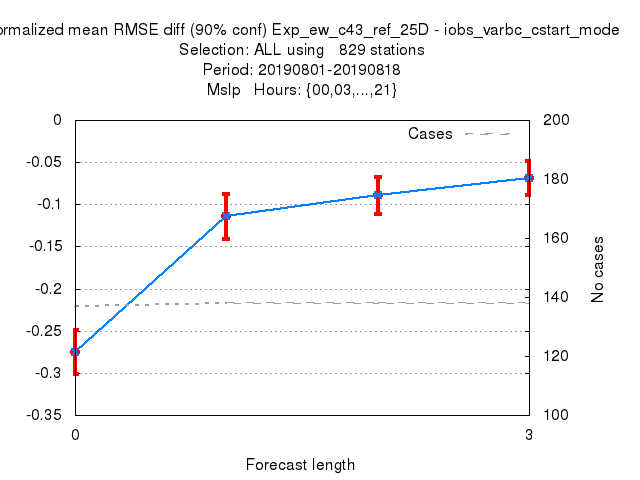 ormalized mean RMSE diff (90% conf) Exp_ew_c43_ref_25D - iobs_varbc_cstart_mode
Selection: ALL using   829 stations
Period: 20190801-20190818
Mslp   Hours: {00,03,...,21}
0
-0.05
-0.1
-0.15
-0.2
-0.25
-0.3
-0.35
Cases
200
180
160
140
120
100
No cases
0
3
Forecast length